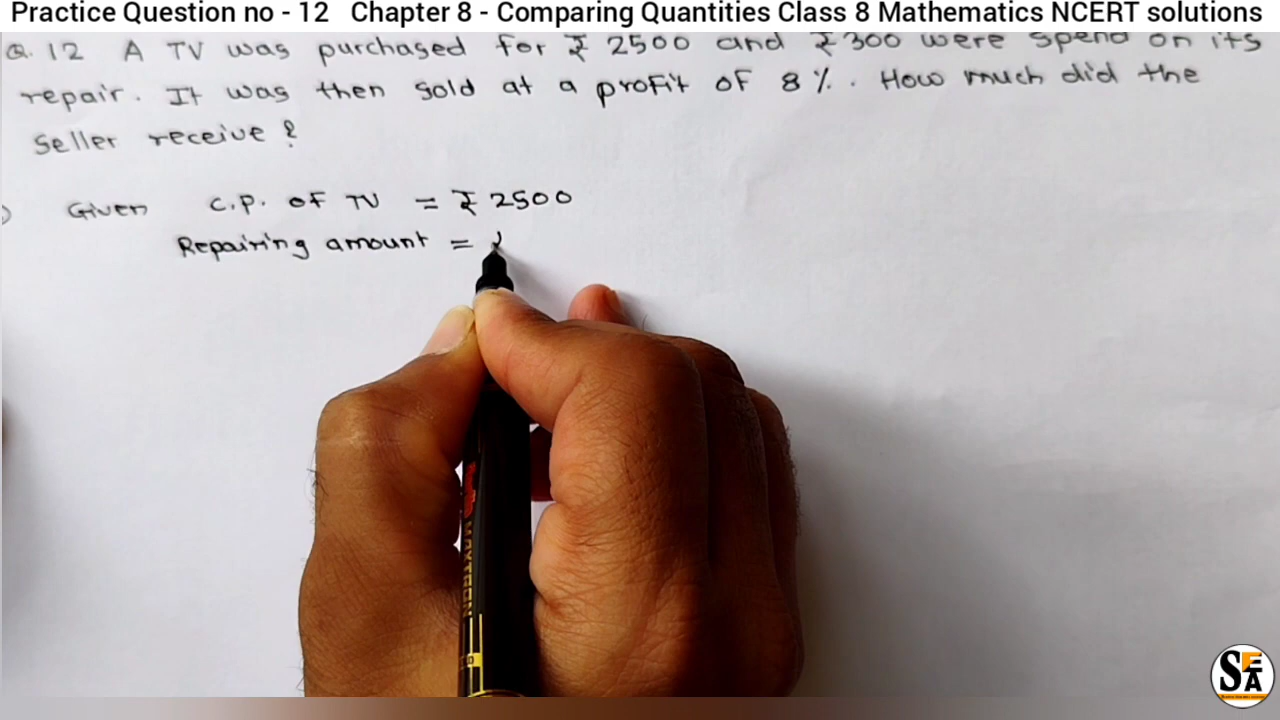 Practice Question no - 12 Chapter 8 - Comparing Quantities Class 8 Mathematics NCERT solutions
Q. 12 A TV was purchased for ₹ 2500 and ₹ 300 were spend on its
repair. It was then sold at a profit of 8 %. How much did the
seller receive ?
Given C.P. of TV = ₹ 2500
Repairing amount =
MAXTRON
SEA